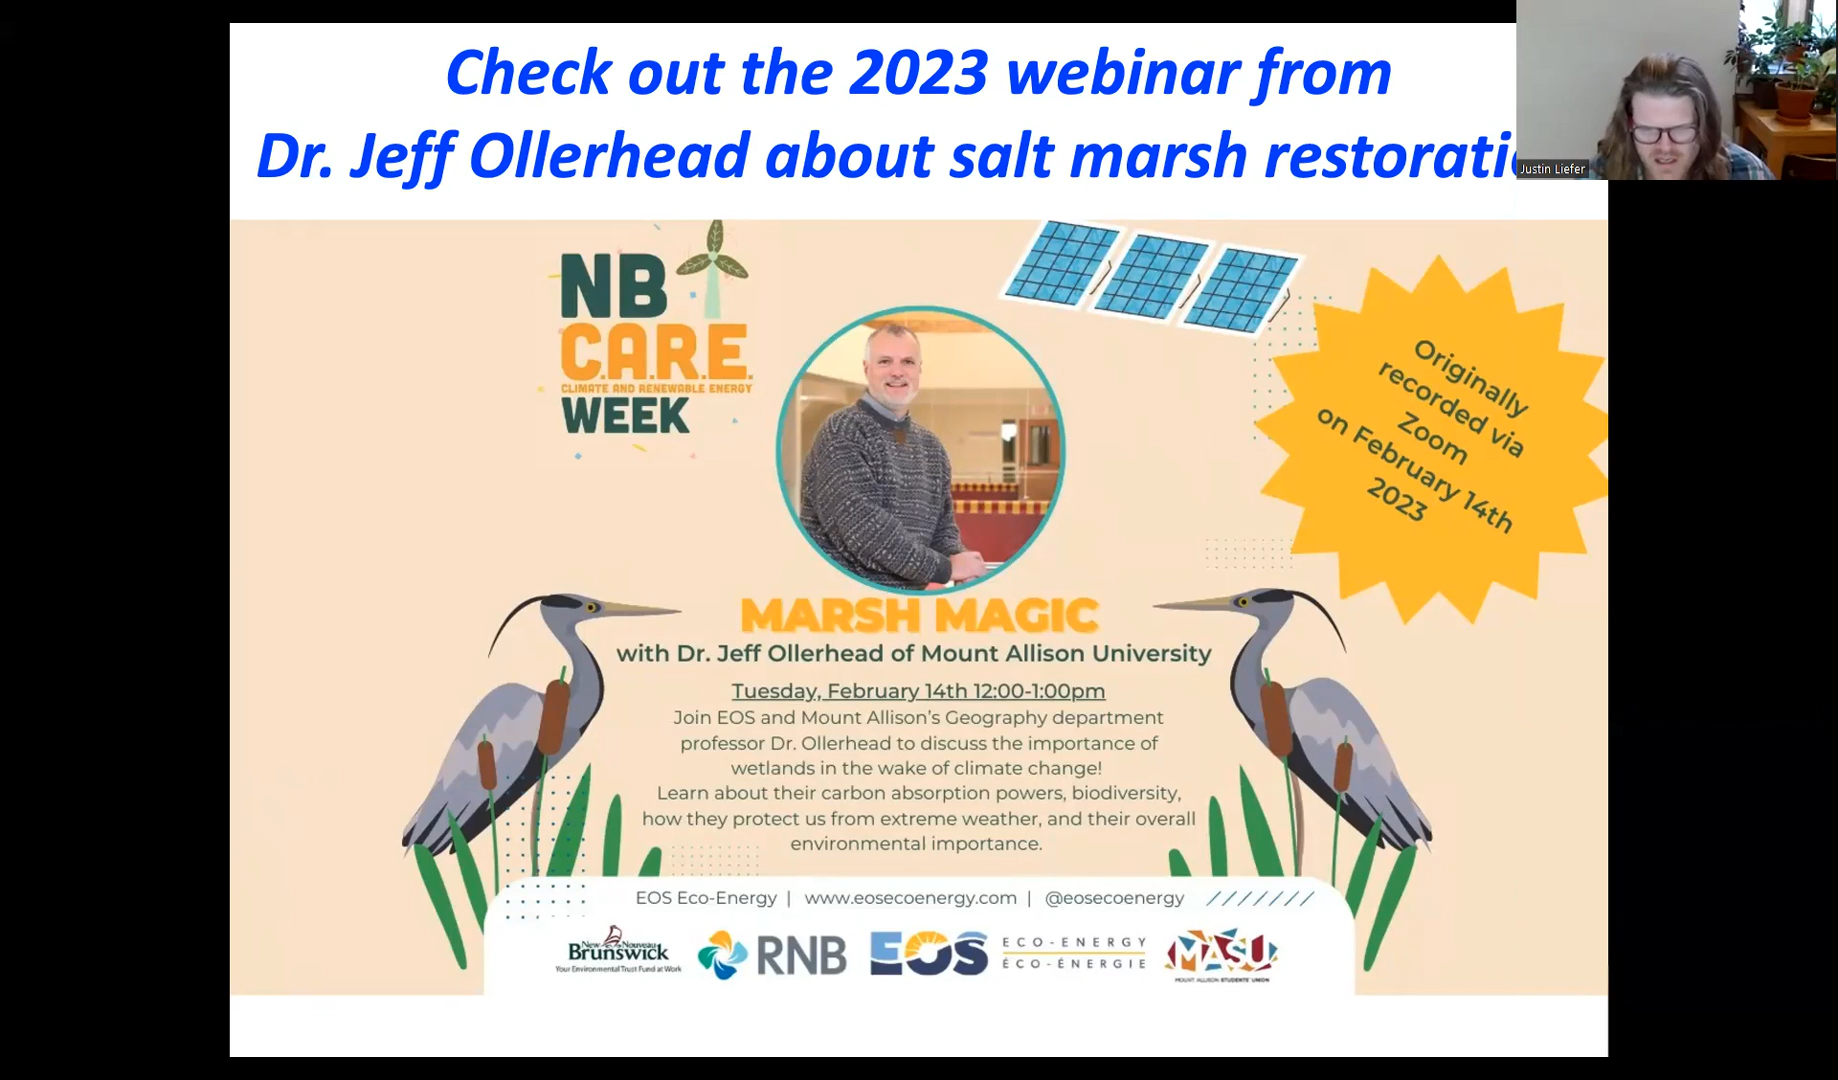 Check out the 2023 webinar from
Dr. Jeff Ollerhead about salt marsh
Justin Liefer
NB
C.A.R.E.
CLIMATE AND RENEWABLE ENERGY
WEEK
Originally
recorded via
Zoom
on February 14th
2023
MARSH MAGIC
with Dr. Jeff Ollerhead of Mount Allison University
Tuesday, February 14th 12:00-1:00pm
Join EOS and Mount Allison's Geography department
professor Dr. Ollerhead to discuss the importance of
wetlands in the wake of climate change!
Learn about their carbon absorption powers, biodiversity,
how they protect us from extreme weather, and their overall
environmental importance.
EOS Eco-Energy | www.eosecoenergy.com | @eosecoenergy
New Nouveau
Brunswick
Your Environmental Trust Fund at Work
RNB
EOS
ECO-ENERGY
ÉCO-ÉNERGIE
MASU
MOUNT ALLISON STUDENTS' UNION